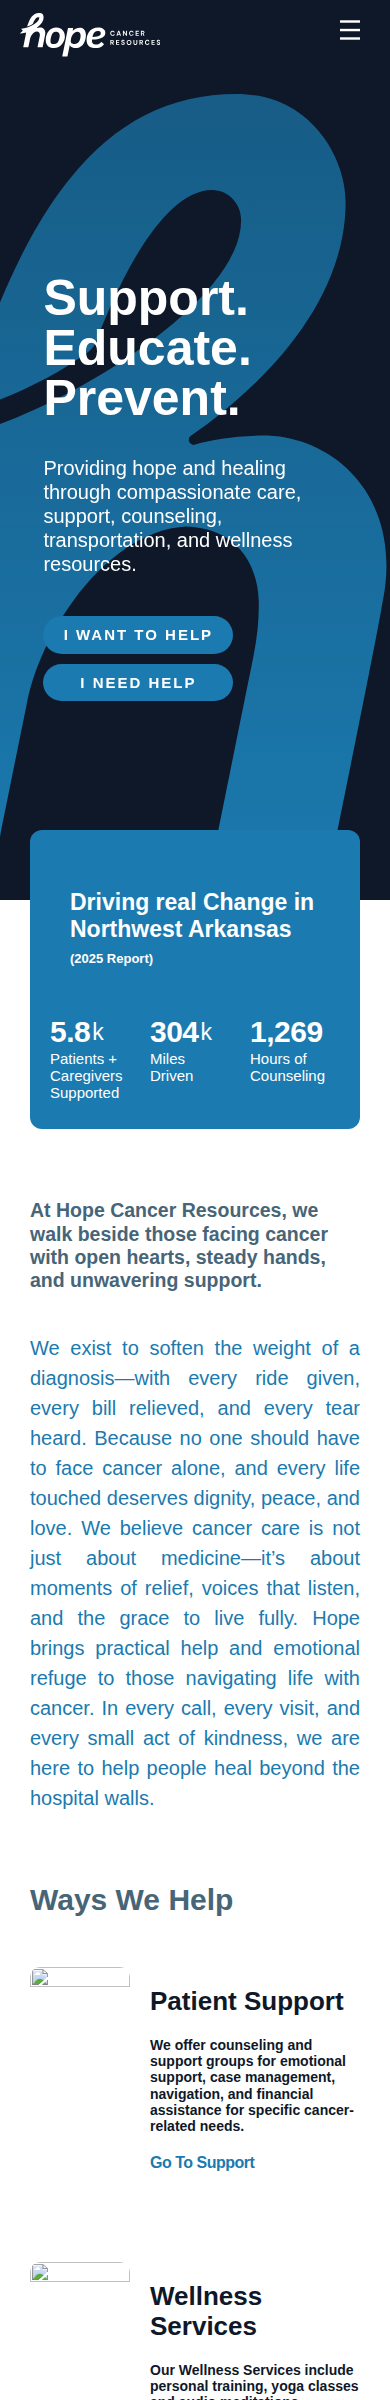 hope CANCER
RESOURCES
Support.
Educate.
Prevent.
Providing hope and healing
through compassionate care,
support, counseling,
transportation, and wellness
resources.
I WANT TO HELP
I NEED HELP
Driving real Change in
Northwest Arkansas
(2025 Report)
5.8k
Patients +
Caregivers
Supported
304k
Miles
Driven
1,269
Hours of
Counseling
At Hope Cancer Resources, we
walk beside those facing cancer
with open hearts, steady hands,
and unwavering support.
We exist to soften the weight of a
diagnosis—with every ride given,
every bill relieved, and every tear
heard. Because no one should have
to face cancer alone, and every life
touched deserves dignity, peace, and
love. We believe cancer care is not
just about medicine—it’s about
moments of relief, voices that listen,
and the grace to live fully. Hope
brings practical help and emotional
refuge to those navigating life with
cancer. In every call, every visit, and
every small act of kindness, we are
here to help people heal beyond the
hospital walls.
Ways We Help
Patient Support
We offer counseling and
support groups for emotional
support, case management,
navigation, and financial
assistance for specific cancer-
related needs.
Go To Support
Wellness
Services
Our Wellness Services include
personal training, yoga classes